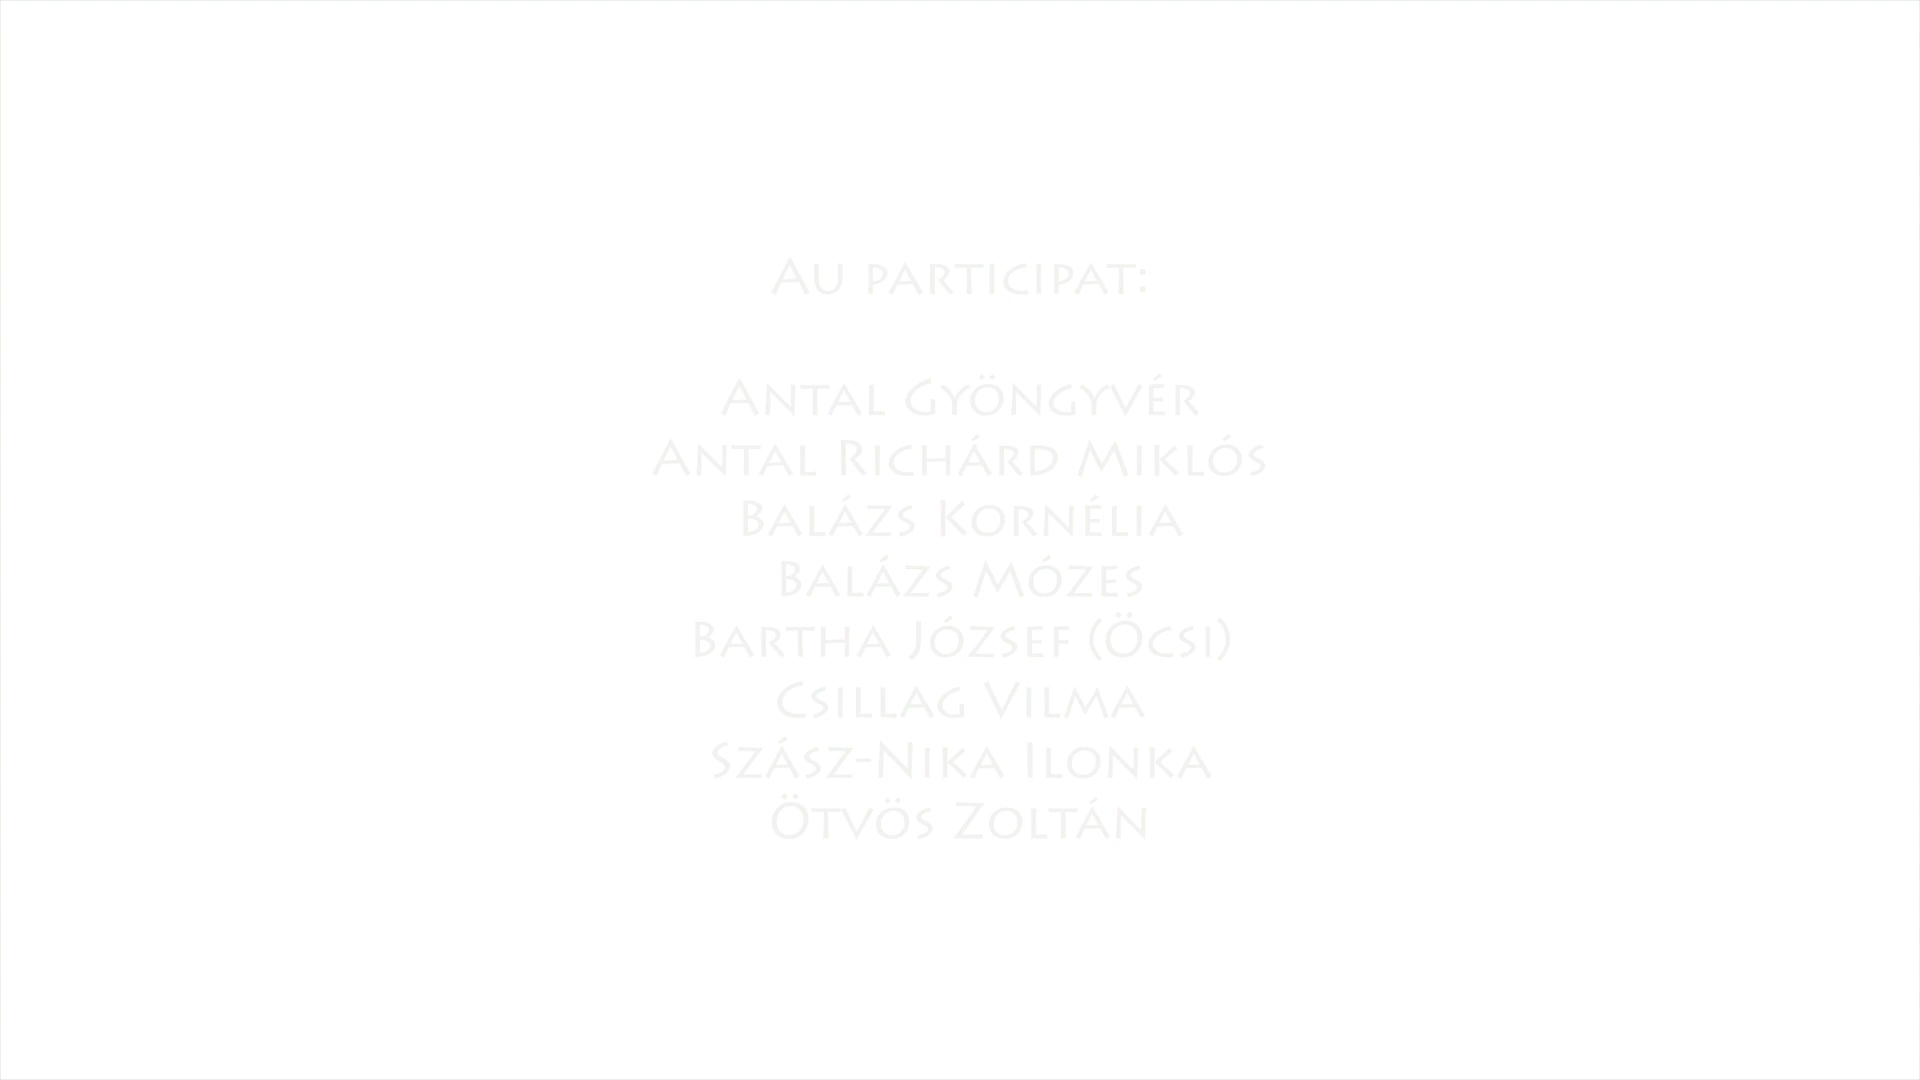 Au participat:
Antal Gyöngyvér
Antal Richárd Miklós
Balázs Kornélia
Balázs Mózes
Bartha József (Öcsi)
Csillag Vilma
Szász-Nika Ilonka
Ötvös Zoltán